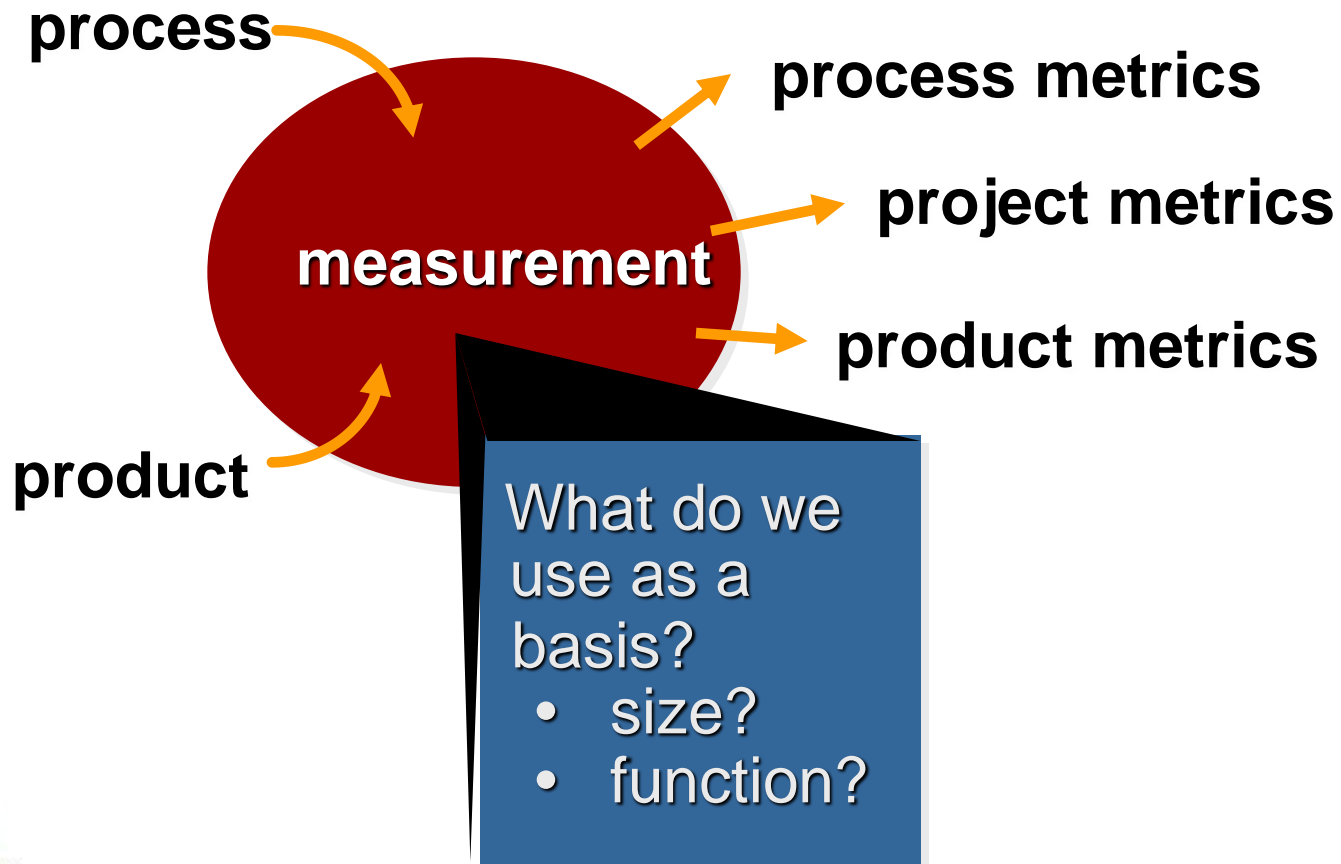 process
process metrics
project metrics
measurement
product metrics
product
What do we
use as a
basis?
• size?
• function?